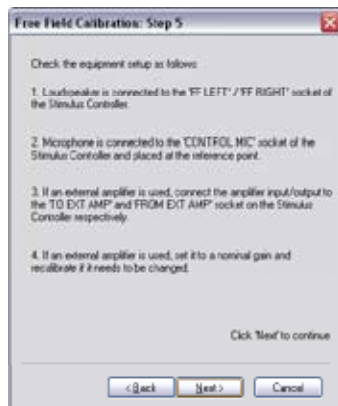 Free Field Calibration: Step 5
Check the equipment setup as follows:
1. Loudspeaker is connected to the 'FF LEFT' / 'FF RIGHT' socket of
the Stimulus Controller.
2. Microphone is connected to the 'CONTROL MIC' socket of the
Stimulus Controller and placed at the reference point.
3. If an external amplifier is used, connect the amplifier input/output to
the 'TO EXT AMP' and 'FROM EXT AMP' socket on the Stimulus
Controller respectively.
4. If an external amplifier is used, set it to a nominal gain and
recalibrate if it needs to be changed.
Click 'Next' to continue
< Back Next > Cancel